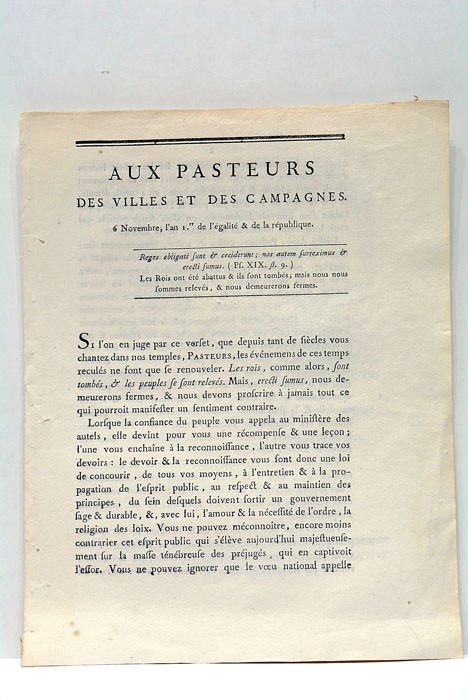 AUX PASTEURS
DES VILLES ET DES CAMPAGNES.
6 Novembre, l'an 1.er de l'égalité & de la république.
Reges obligati ſunt & ceciderunt; nos autem ſurreximus &
erecti ſumus. ( Pſ. XIX. ſl. 9. )
Les Rois ont été abattus & ils ſont tombés; mais nous nous
ſommes relevés, & nous demeurerons fermes.
Si l'on en juge par ce verſet, que depuis tant de ſiècles vous
chantez dans nos temples, PASTEURS, les événemens de ces temps
reculés ne font que ſe renouveler. Les rois, comme alors, ſont
tombés, & les peuples ſe ſont relevés. Mais, erecti ſumus, nous de-
meurerons fermes, & nous devons proſcrire à jamais tout ce
qui pourroit manifeſter un ſentiment contraire.
Lorſque la confiance du peuple vous appela au miniſtère des
autels, elle devint pour vous une récompenſe & une leçon;
l'une vous enchaîne à la reconnoiſſance, l'autre vous trace vos
devoirs: le devoir & la reconnoiſſance vous font donc une loi
de concourir, de tous vos moyens, à l'entretien & à la pro-
pagation de l'eſprit public, au reſpect & au maintien des
principes, du ſein deſquels doivent ſortir un gouvernement
ſage & durable, &, avec lui, l'amour & la néceſſité de l'ordre, la
religion des loix. Vous ne pouvez méconnoître, encore moins
contrarier cet eſprit public qui s'élève aujourd'hui majeſtueuſe-
ment ſur la maſſe ténébreuſe des préjugés, qui en captivoit
l'eſſor. Vous ne pouvez ignorer que le vœu national appelle